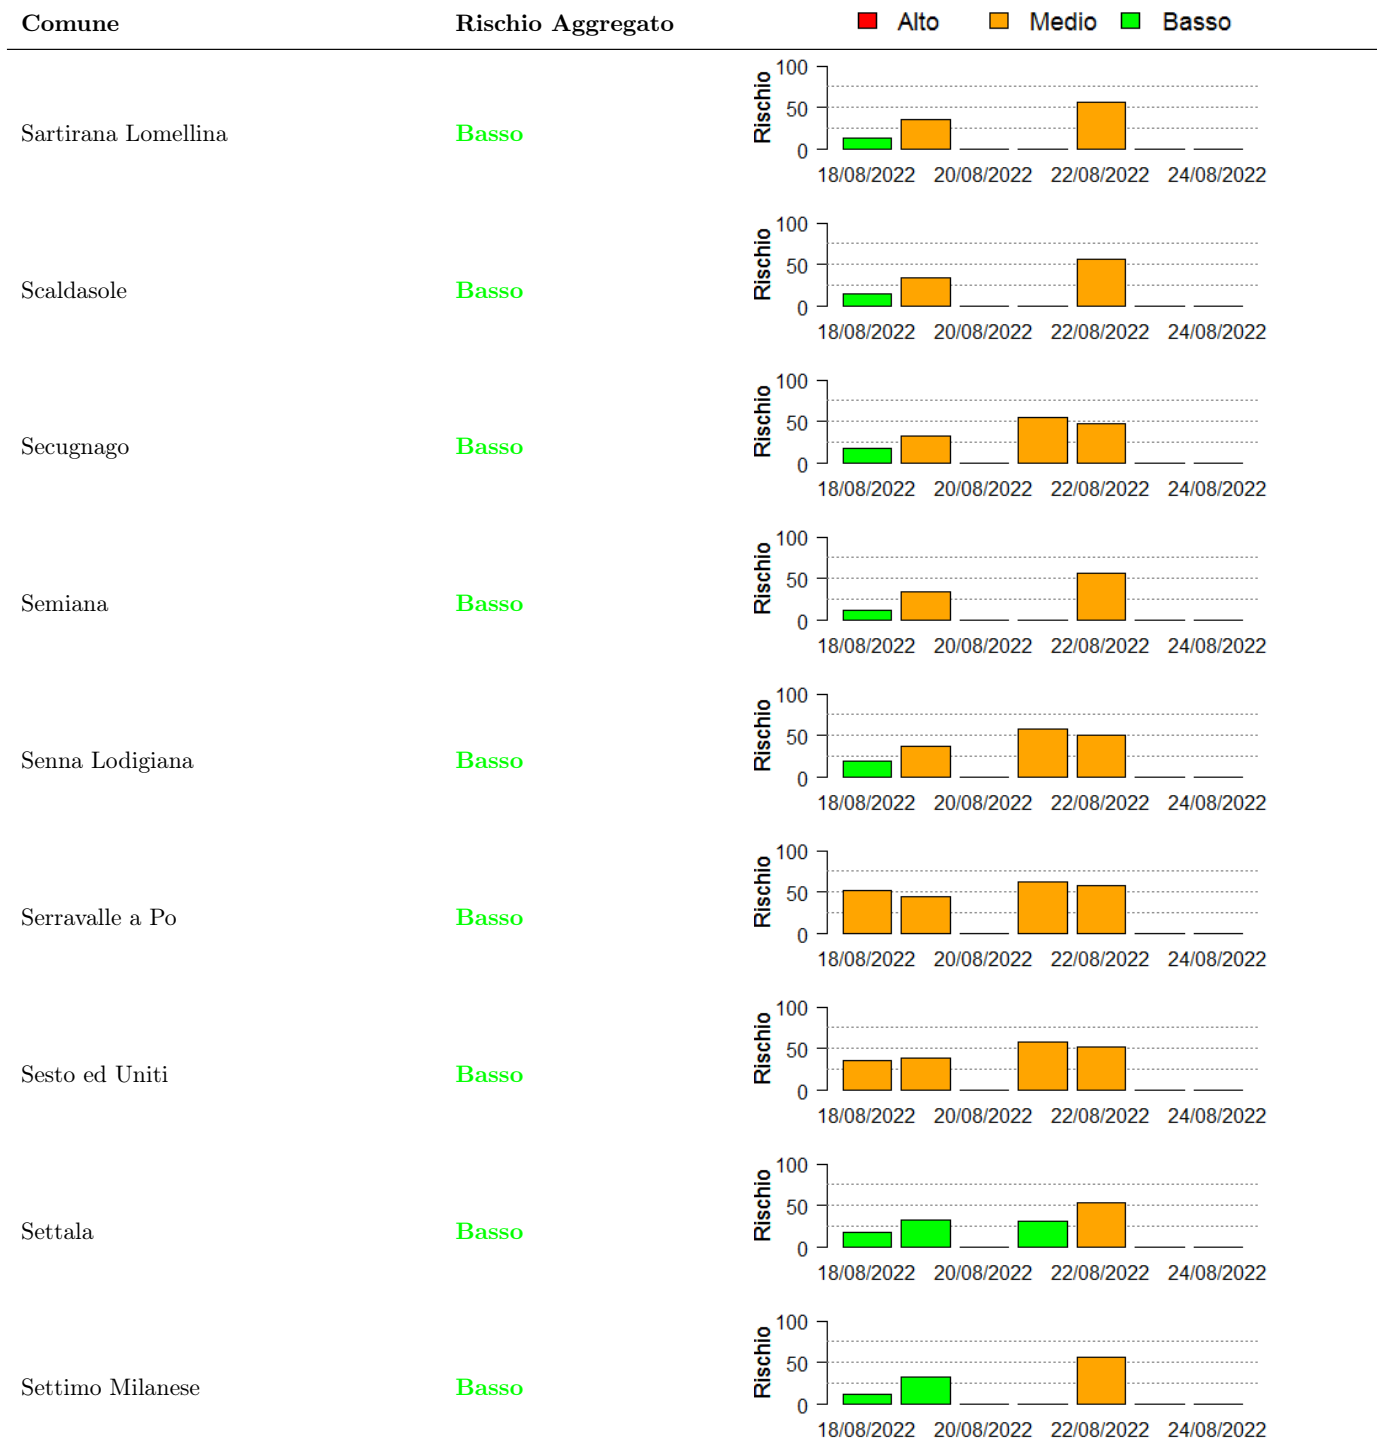 Comune Rischio Aggregato Alto Medio Basso
Sartirana Lomellina Basso Rischio 100 50 0
18/08/2022 20/08/2022 22/08/2022 24/08/2022
Scaldasole Basso Rischio 100 50 0
18/08/2022 20/08/2022 22/08/2022 24/08/2022
Secugnago Basso Rischio 100 50 0
18/08/2022 20/08/2022 22/08/2022 24/08/2022
Semiana Basso Rischio 100 50 0
18/08/2022 20/08/2022 22/08/2022 24/08/2022
Senna Lodigiana Basso Rischio 100 50 0
18/08/2022 20/08/2022 22/08/2022 24/08/2022
Serravalle a Po Basso Rischio 100 50 0
18/08/2022 20/08/2022 22/08/2022 24/08/2022
Sesto ed Uniti Basso Rischio 100 50 0
18/08/2022 20/08/2022 22/08/2022 24/08/2022
Settala Basso Rischio 100 50 0
18/08/2022 20/08/2022 22/08/2022 24/08/2022
Settimo Milanese Basso Rischio 100 50 0
18/08/2022 20/08/2022 22/08/2022 24/08/2022